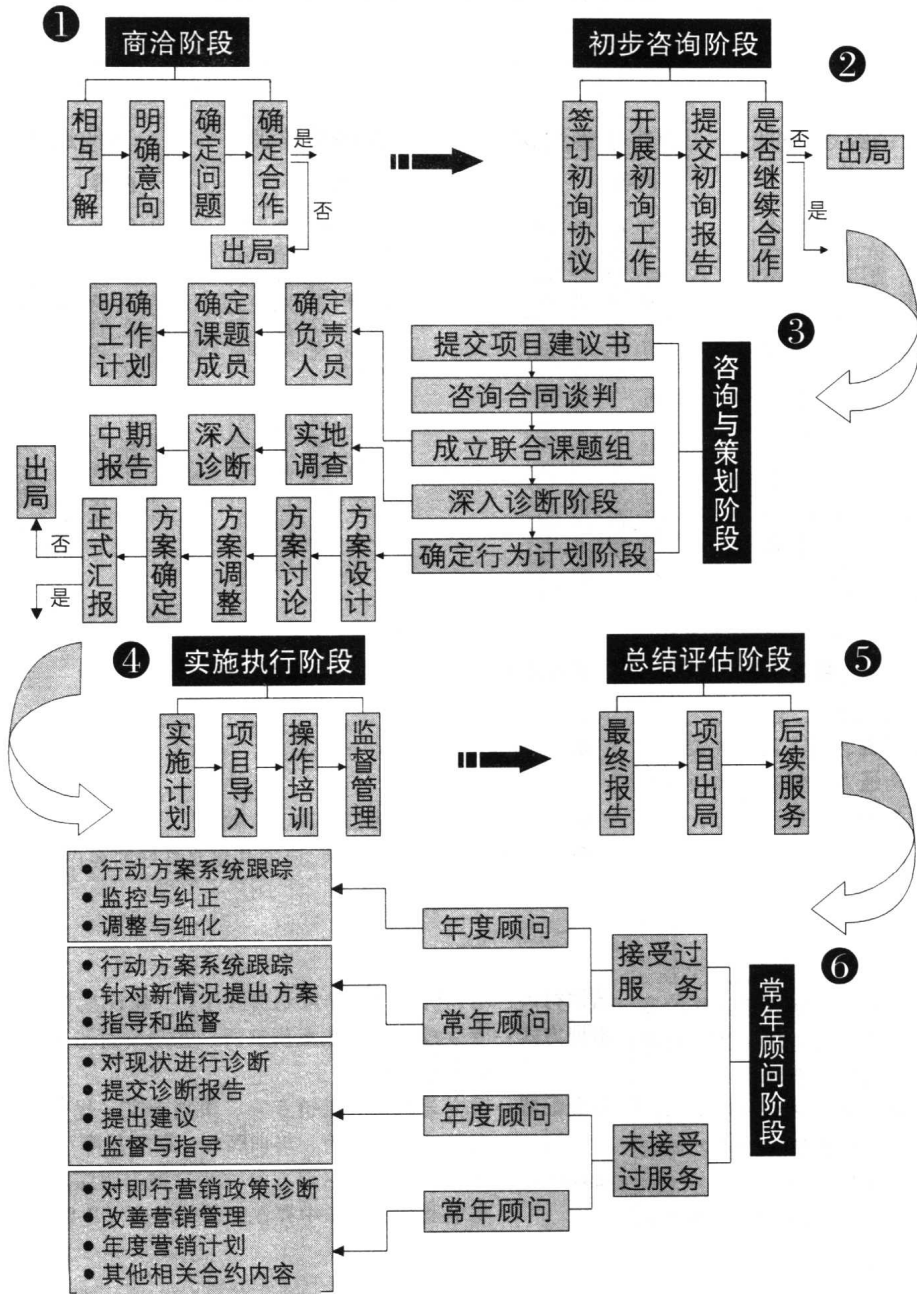 ❶
商洽阶段
相互了解
明确意向
确定问题
确定合作
是
否
出局
初步咨询阶段
❷
签订初询协议
开展初询工作
提交初询报告
是否继续合作
否
出局
是
❸
咨询与策划阶段
提交项目建议书
咨询合同谈判
成立联合课题组
深入诊断阶段
确定行为计划阶段
确定
负责
人员
确定
课题
成员
明确
工作
计划
实地
调查
深入
诊断
中期
报告
方案设计
方案讨论
方案调整
方案确定
正式汇报
否
出局
是
❹
实施执行阶段
实施计划
项目导入
操作培训
监督管理
总结评估阶段
❺
最终报告
项目出局
后续服务
❻
常年顾问阶段
接受过
服 务
年度顾问
● 行动方案系统跟踪
● 监控与纠正
● 调整与细化
常年顾问
● 行动方案系统跟踪
● 针对新情况提出方案
● 指导和监督
未接受
过服务
年度顾问
● 对现状进行诊断
● 提交诊断报告
● 提出建议
● 监督与指导
常年顾问
● 对即行营销政策诊断
● 改善营销管理
● 年度营销计划
● 其他相关合约内容